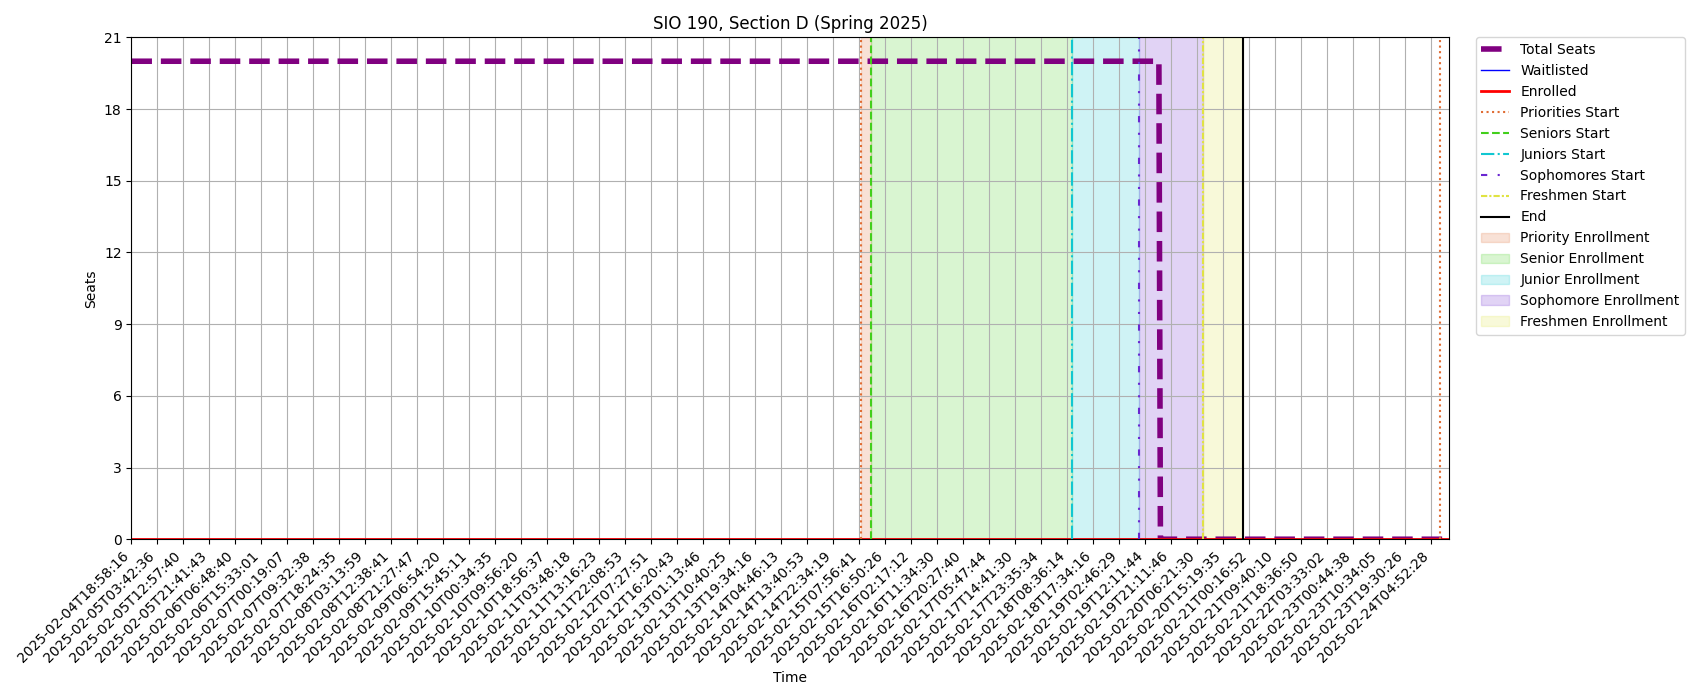 SIO 190, Section D (Spring 2025)
21
18
15
12
9
6
3
0
Seats
2025-02-04T18:58:16
2025-02-05T03:42:36
2025-02-05T12:57:40
2025-02-05T21:41:43
2025-02-06T06:48:40
2025-02-06T15:33:01
2025-02-07T00:19:07
2025-02-07T09:32:38
2025-02-07T18:24:35
2025-02-08T03:13:59
2025-02-08T12:38:41
2025-02-08T21:27:47
2025-02-09T06:54:20
2025-02-09T15:45:11
2025-02-10T00:34:35
2025-02-10T09:56:20
2025-02-10T18:56:37
2025-02-11T03:48:18
2025-02-11T13:16:23
2025-02-11T22:08:53
2025-02-12T07:27:51
2025-02-12T16:20:43
2025-02-13T01:13:46
2025-02-13T10:40:25
2025-02-13T19:34:16
2025-02-14T04:46:13
2025-02-14T13:40:53
2025-02-14T22:34:19
2025-02-15T07:56:41
2025-02-15T16:50:26
2025-02-16T02:17:12
2025-02-16T11:34:30
2025-02-16T20:27:40
2025-02-17T05:47:44
2025-02-17T14:41:30
2025-02-17T23:35:34
2025-02-18T08:36:14
2025-02-18T17:34:16
2025-02-19T02:46:29
2025-02-19T12:11:44
2025-02-19T21:11:46
2025-02-20T06:21:30
2025-02-20T15:19:35
2025-02-21T00:16:52
2025-02-21T09:40:10
2025-02-21T18:36:50
2025-02-22T03:33:02
2025-02-23T00:44:38
2025-02-23T10:34:05
2025-02-23T19:30:26
2025-02-24T04:52:28
Time
Total Seats
Waitlisted
Enrolled
Priorities Start
Seniors Start
Juniors Start
Sophomores Start
Freshmen Start
End
Priority Enrollment
Senior Enrollment
Junior Enrollment
Sophomore Enrollment
Freshmen Enrollment